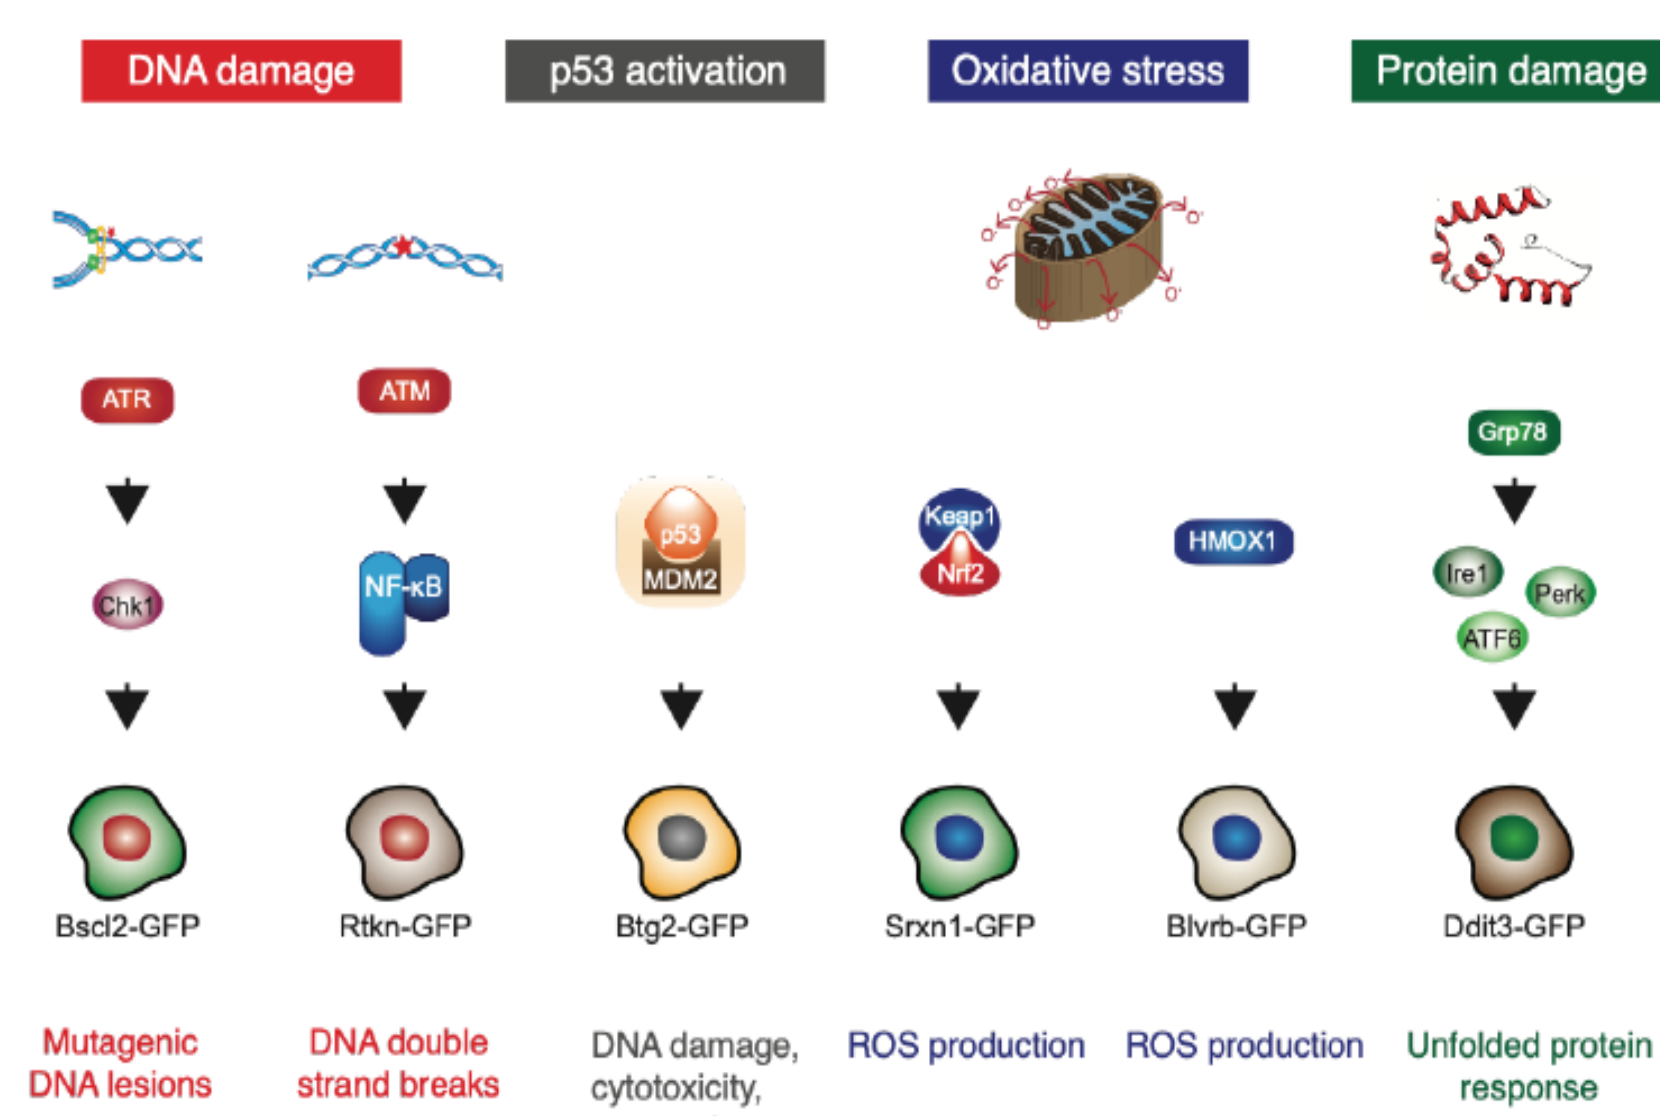 DNA damage
p53 activation
Oxidative stress
Protein damage
O'
O'
O'
O'
O'
O'
O'
O'
O'
ATR
ATM
Grp78
Chk1
NF-κB
p53
MDM2
Keap1
Nrf2
HMOX1
Ire1
Perk
ATF6
Bscl2-GFP
Rtkn-GFP
Btg2-GFP
Srxn1-GFP
Blvrb-GFP
Ddit3-GFP
Mutagenic
DNA lesions
DNA double
strand breaks
DNA damage,
cytotoxicity,
ROS production
ROS production
Unfolded protein
response